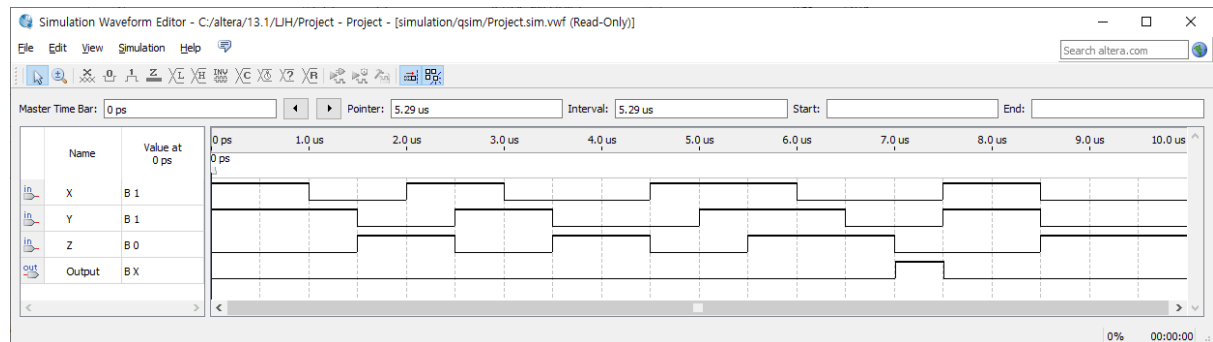 Simulation Waveform Editor - C:/altera/13.1/LJH/Project - Project - [simulation/qsim/Project.sim.vwf (Read-Only)]
File Edit View Simulation Help
Search altera.com
Master Time Bar: 0 ps Pointer: 5.29 us Interval: 5.29 us Start: End:
Name Value at 0 ps
0 ps 1.0 us 2.0 us 3.0 us 4.0 us 5.0 us 6.0 us 7.0 us 8.0 us 9.0 us 10.0 us
0 ps
in X B 1
in Y B 1
in Z B 0
out Output B X
0% 00:00:00